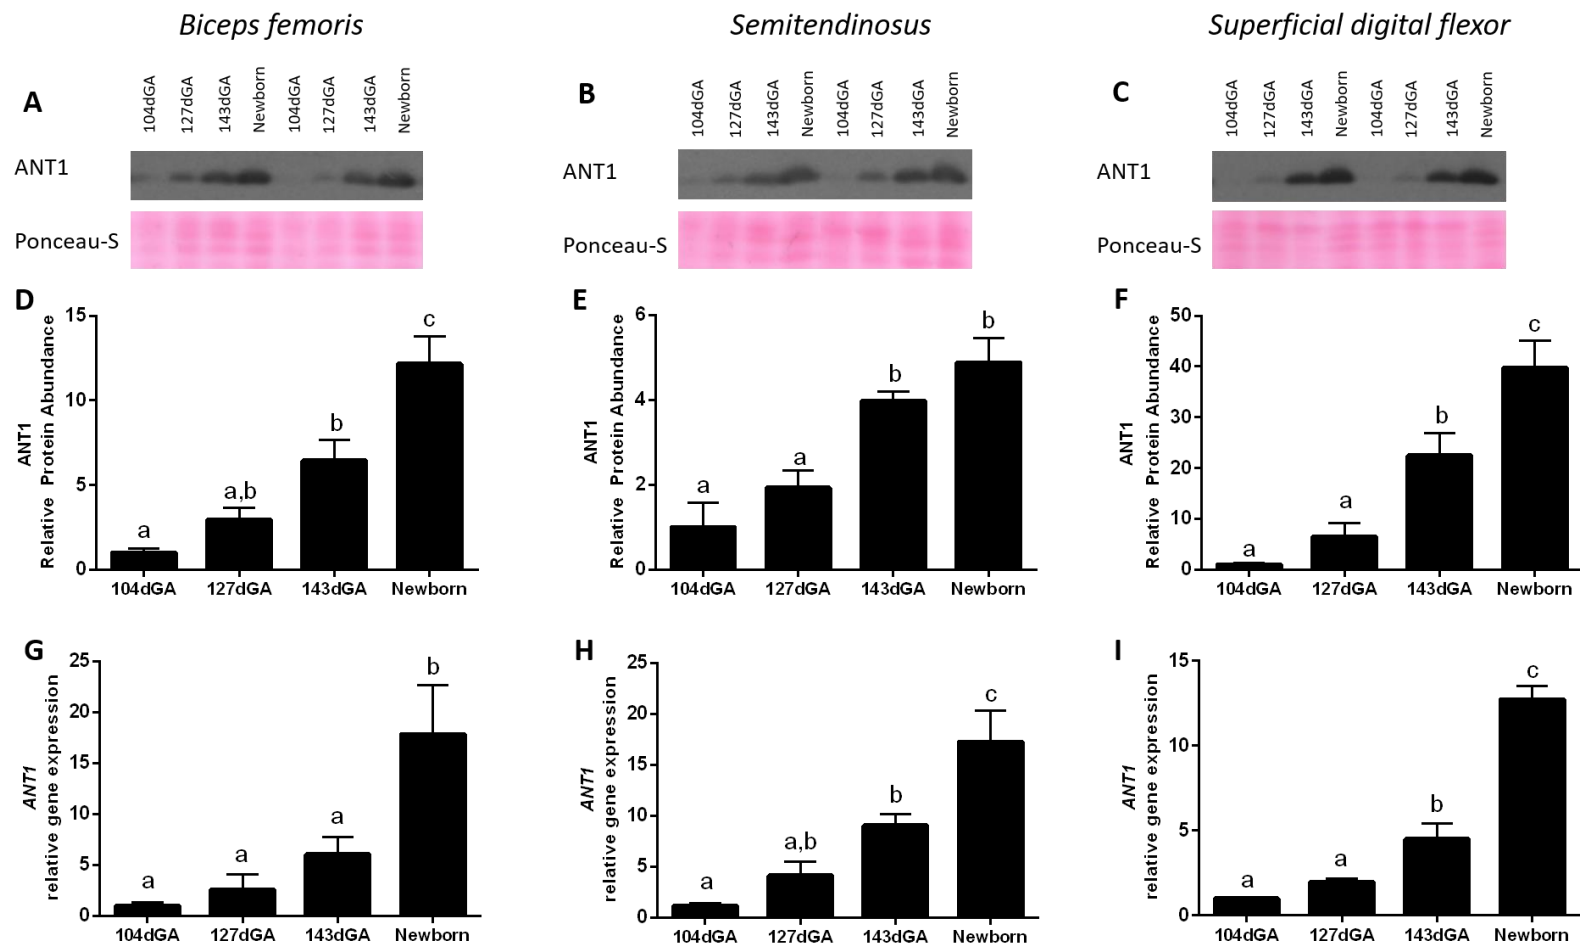 Biceps femoris
Semitendinosus
Superficial digital flexor
A
104dGA
127dGA
143dGA
Newborn
104dGA
127dGA
143dGA
Newborn
ANT1
Ponceau-S
B
104dGA
127dGA
143dGA
Newborn
104dGA
127dGA
143dGA
Newborn
ANT1
Ponceau-S
C
104dGA
127dGA
143dGA
Newborn
104dGA
127dGA
143dGA
Newborn
ANT1
Ponceau-S
D
ANT1
Relative Protein Abundance
15
10
5
0
a
a,b
b
c
104dGA 127dGA 143dGA Newborn
E
ANT1
Relative Protein Abundance
6
4
2
0
a
a
b
b
104dGA 127dGA 143dGA Newborn
F
ANT1
Relative Protein Abundance
50
40
30
20
10
0
a
a
b
c
104dGA 127dGA 143dGA Newborn
G
ANT1
relative gene expression
25
20
15
10
5
0
a
a
a
b
104dGA 127dGA 143dGA Newborn
H
ANT1
relative gene expression
25
20
15
10
5
0
a
a,b
b
c
104dGA 127dGA 143dGA Newborn
I
ANT1
relative gene expression
15
10
5
0
a
a
b
c
104dGA 127dGA 143dGA Newborn